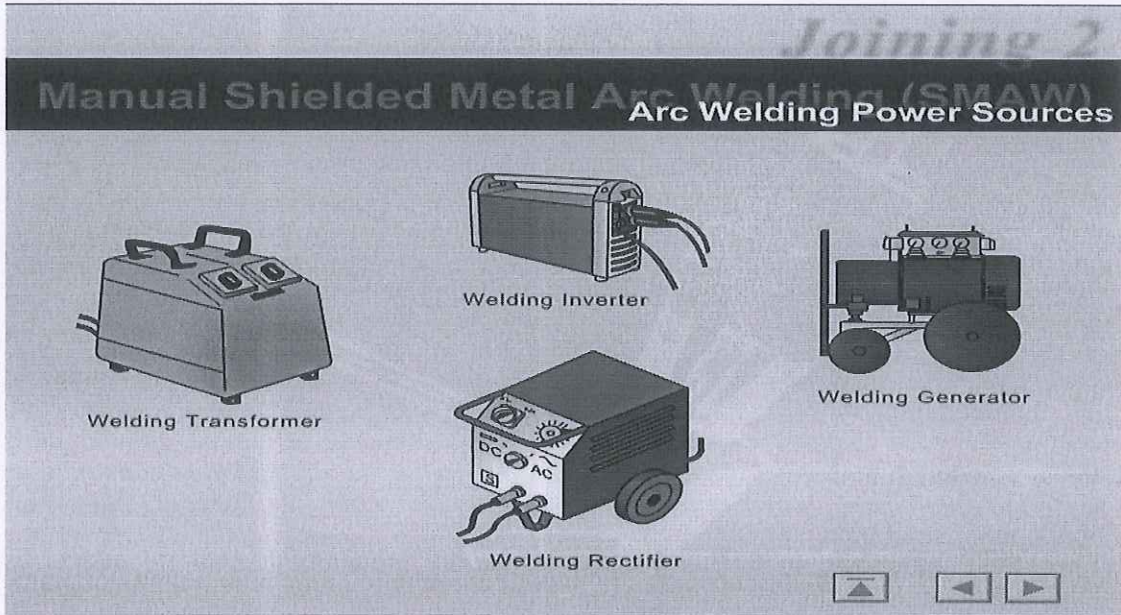 Joining 2
Manual Shielded Metal Arc Welding (SMAW)
Arc Welding Power Sources
Welding Inverter
Welding Transformer
Welding Generator
DC AC
S
Welding Rectifier